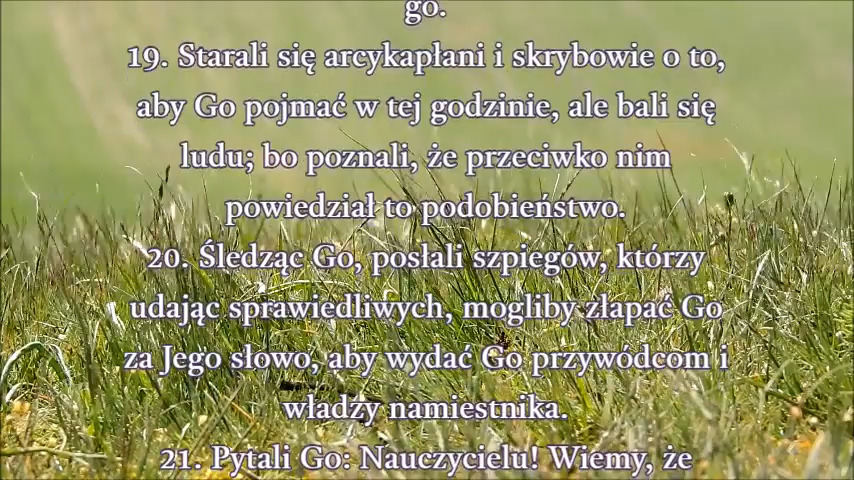 go.
19. Starali się arcykapłani i skrybowie o to,
aby Go pojmać w tej godzinie, ale bali się
ludu; bo poznali, że przeciwko nim
powiedział to podobieństwo.
20. Śledząc Go, posłali szpiegów, którzy
udając sprawiedliwych, mogliby złapać Go
za Jego słowo, aby wydać Go przywódcom i
władzy namiestnika.
21. Pytali Go: Nauczycielu! Wiemy, że